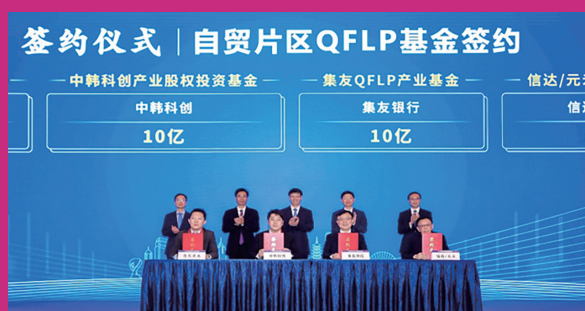 签约仪式｜自贸片区QFLP基金签约
中韩科创产业股权投资基金
中韩科创
10亿
集友QFLP产业基金
集友银行
10亿
信达/元
信达